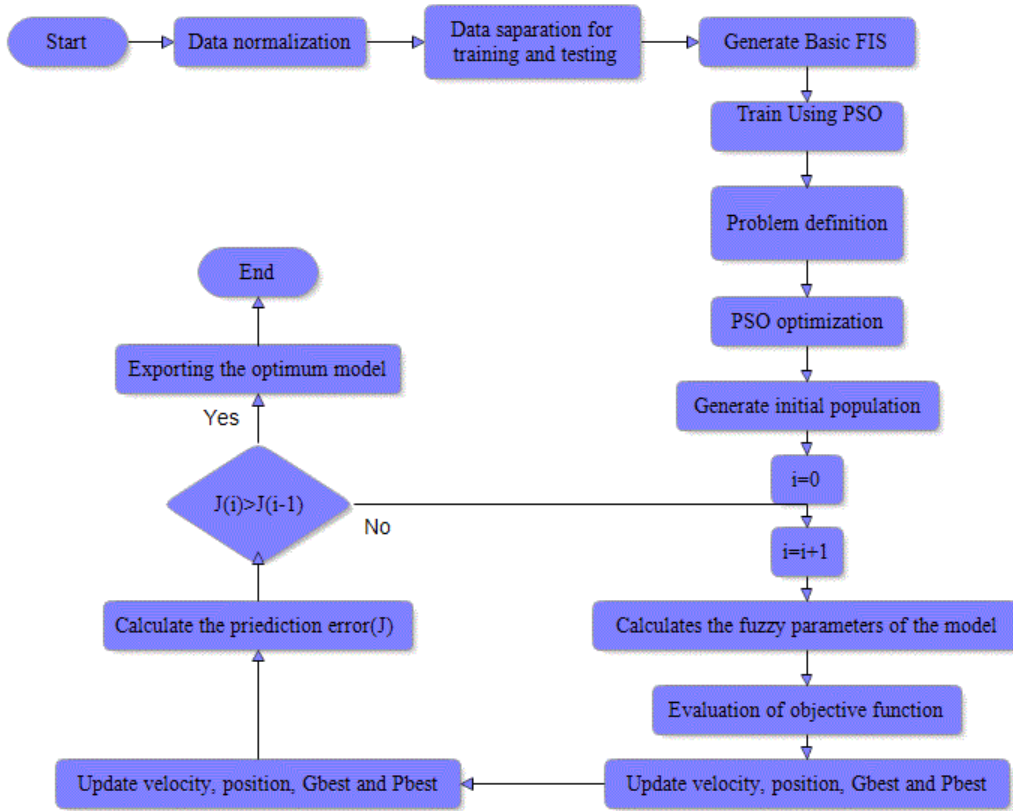 Start
Data normalization
Data saparation for
training and testing
Generate Basic FIS
Train Using PSO
Problem definition
PSO optimization
Generate initial population
i=0
i=i+1
Calculates the fuzzy parameters of the model
Evaluation of objective function
Update velocity, position, Gbest and Pbest
Update velocity, position, Gbest and Pbest
Calculate the priediction error(J)
J(i)>J(i-1)
No
Yes
Exporting the optimum model
End